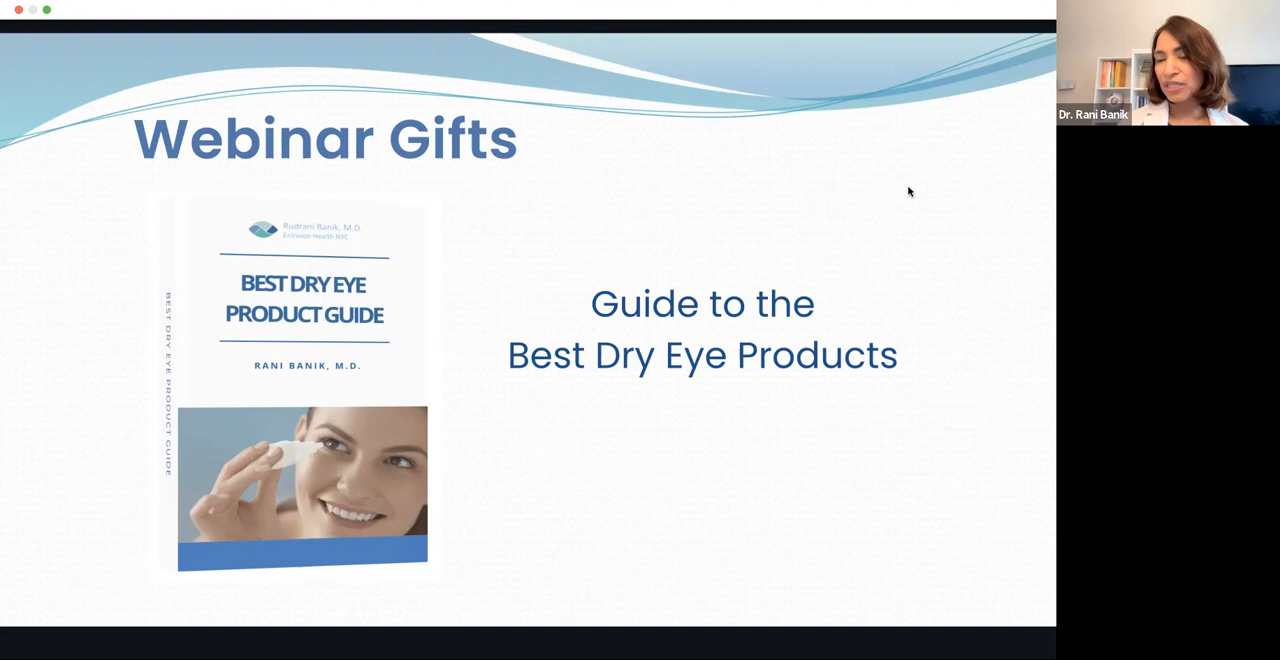 Webinar Gifts
Rudrani Banik, M.D.
EnVision Health NYC
BEST DRY EYE
PRODUCT GUIDE
RANI BANIK, M.D.
BEST DRY EYE PRODUCT GUIDE
Guide to the
Best Dry Eye Products
Dr. Rani Banik